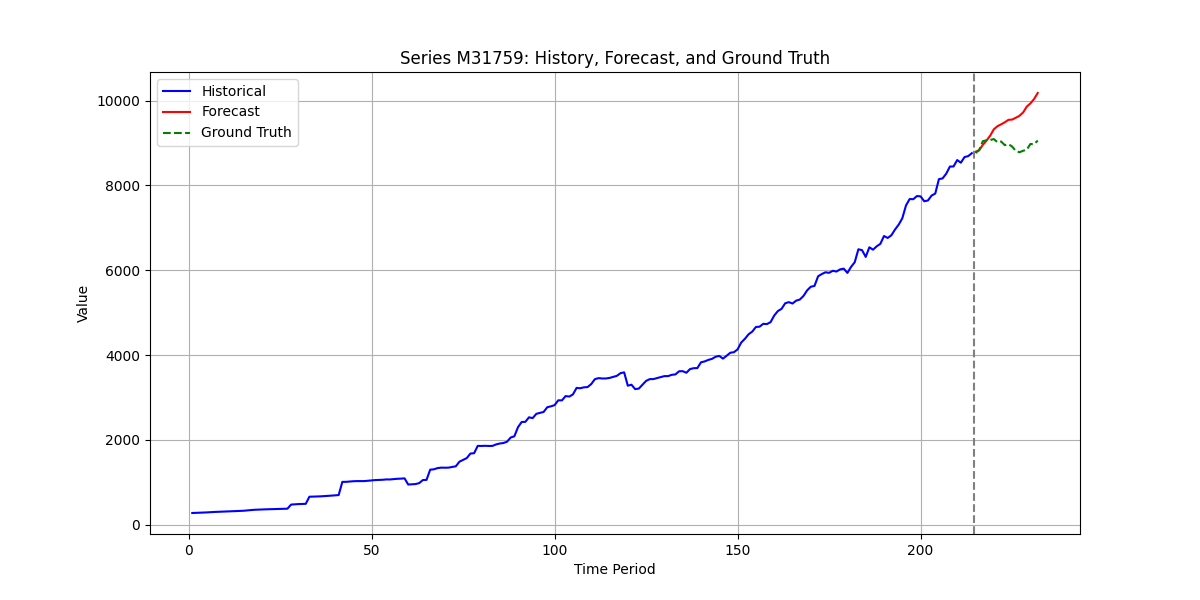 Series M31759: History, Forecast, and Ground Truth
Historical
Forecast
Ground Truth
10000
8000
6000
4000
2000
0
Value
0 50 100 150 200
Time Period